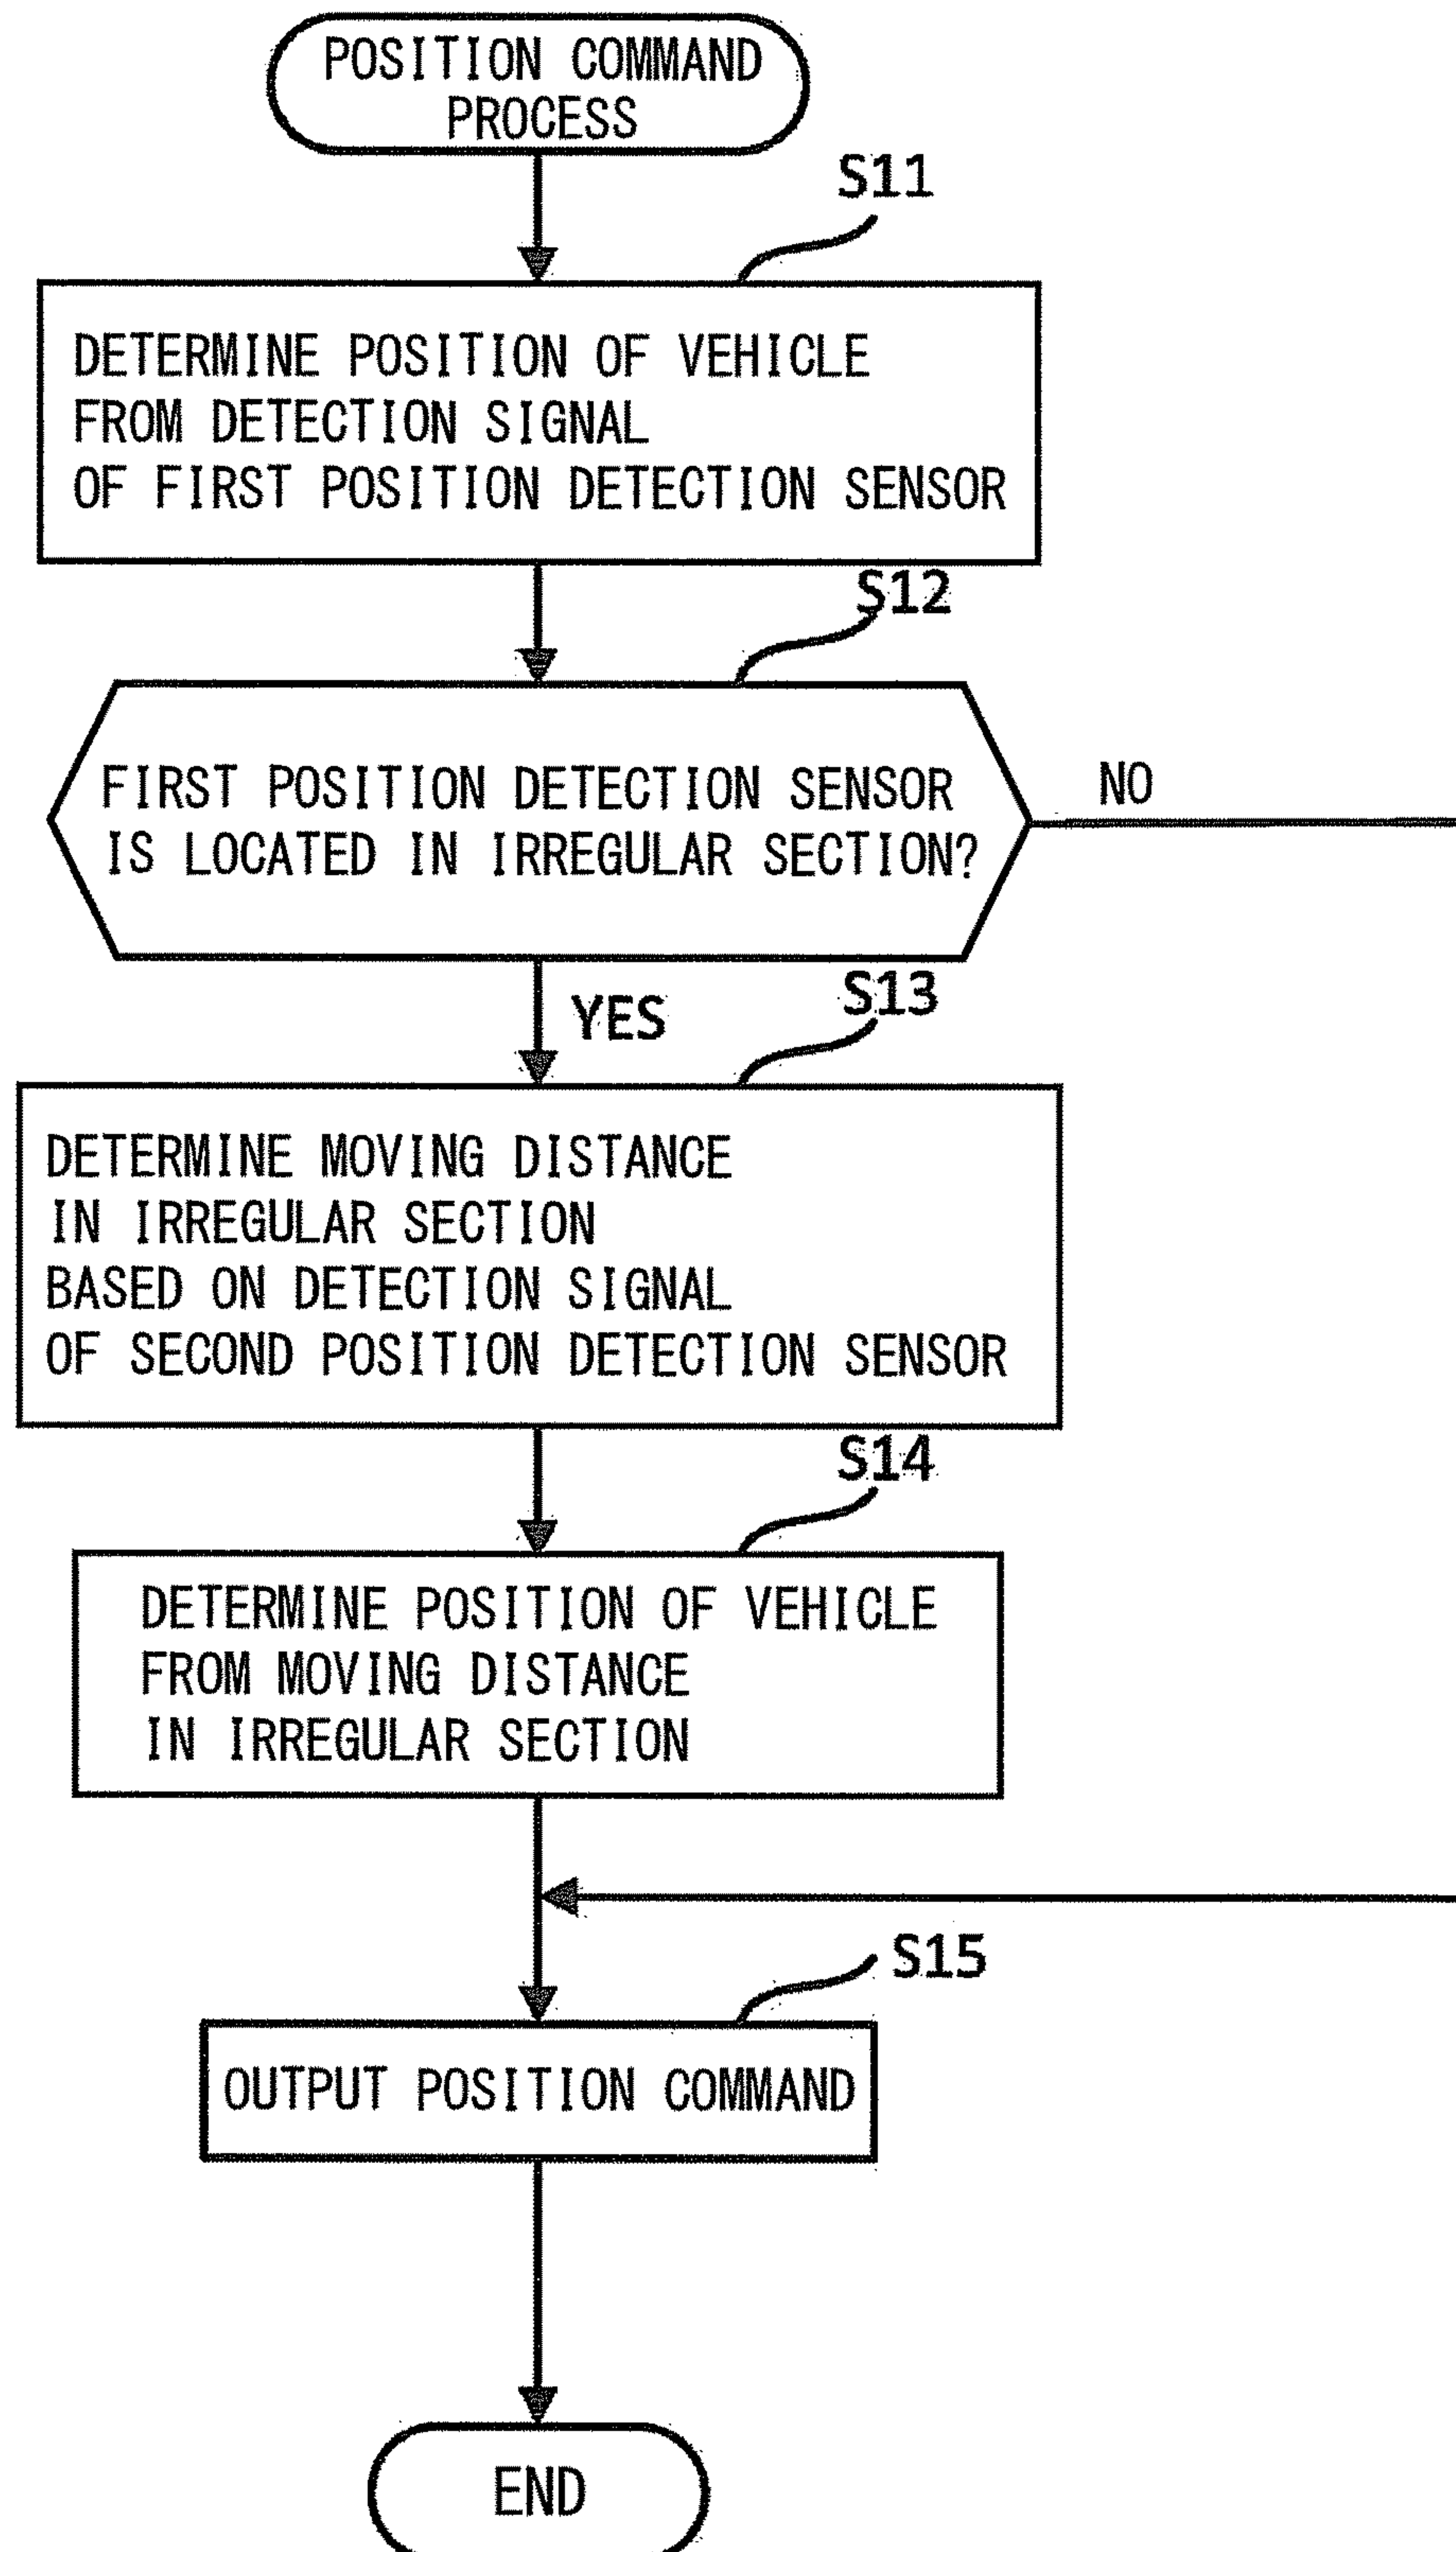 POSITION COMMAND
PROCESS
S11
DETERMINE POSITION OF VEHICLE
FROM DETECTION SIGNAL
OF FIRST POSITION DETECTION SENSOR
S12
FIRST POSITION DETECTION SENSOR
IS LOCATED IN IRREGULAR SECTION?
NO
YES
S13
DETERMINE MOVING DISTANCE
IN IRREGULAR SECTION
BASED ON DETECTION SIGNAL
OF SECOND POSITION DETECTION SENSOR
S14
DETERMINE POSITION OF VEHICLE
FROM MOVING DISTANCE
IN IRREGULAR SECTION
S15
OUTPUT POSITION COMMAND
END